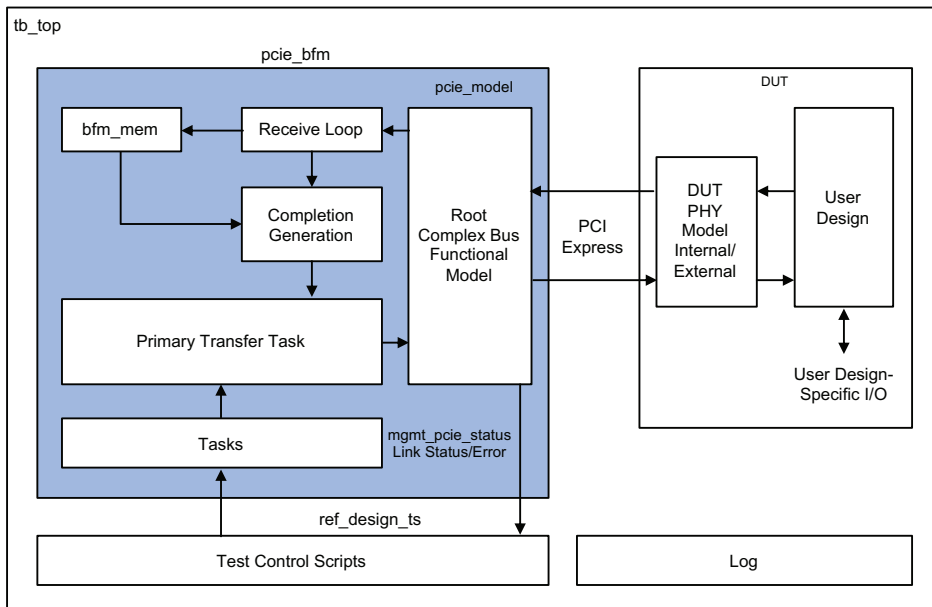 tb_top
pcie_bfm
pcie_model
DUT
bfm_mem
Receive Loop
Completion
Generation
Root
Complex Bus
Functional
Model
PCI
Express
DUT
PHY
Model
Internal/
External
User
Design
Primary Transfer Task
User Design-
Specific I/O
Tasks
mgmt_pcie_status
Link Status/Error
ref_design_ts
Test Control Scripts
Log